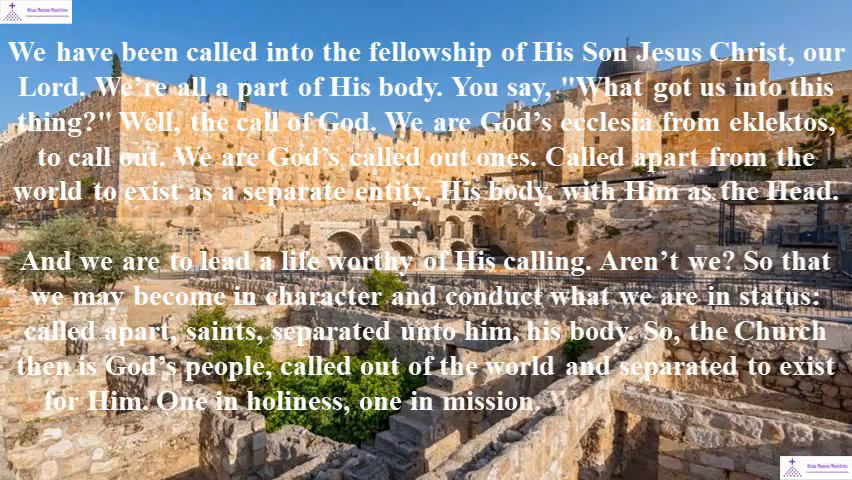 Brian Monson Ministries
We have been called into the fellowship of His Son Jesus Christ, our
Lord. We’re all a part of His body. You say, "What got us into this
thing?" Well, the call of God. We are God’s ecclesia from eklektos,
to call out. We are God’s called out ones. Called apart from the
world to exist as a separate entity, His body, with Him as the Head.
And we are to lead a life worthy of His calling. Aren’t we? So that
we may become in character and conduct what we are in status:
called apart, saints, separated unto him, his body. So, the Church
then is God’s people, called out of the world and separated to exist
for Him. One in holiness, one in mission.
Brian Monson Ministries